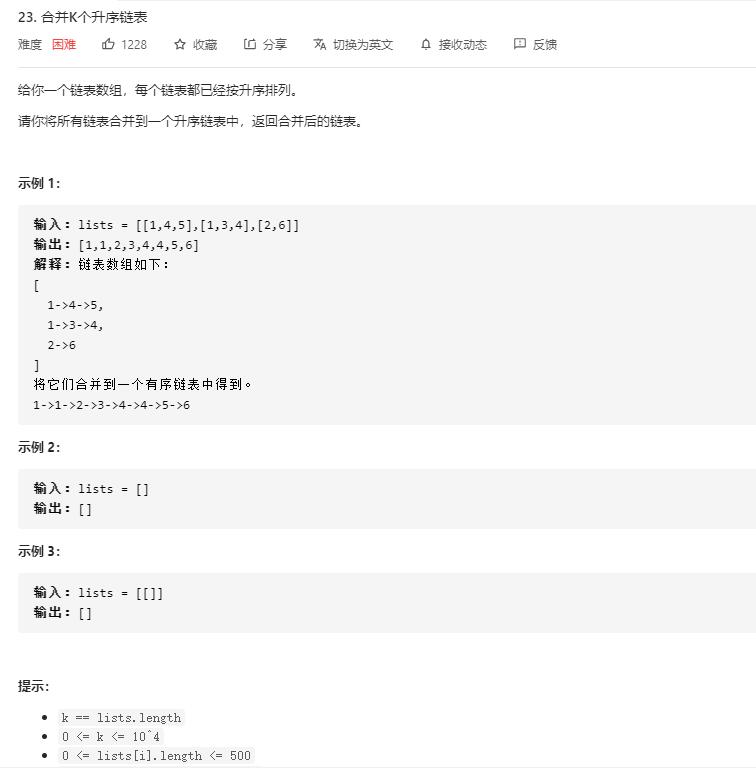 23. 合并K个升序链表
难度 困难 1228 收藏 分享 切换为英文 接收动态 反馈
给你一个链表数组，每个链表都已经按升序排列。
请你将所有链表合并到一个升序链表中，返回合并后的链表。
示例 1：
输入：lists = [[1,4,5],[1,3,4],[2,6]]
输出：[1,1,2,3,4,4,5,6]
解释：链表数组如下：
[
1->4->5,
1->3->4,
2->6
]
将它们合并到一个有序链表中得到。
1->1->2->3->4->4->5->6
示例 2：
输入：lists = []
输出：[]
示例 3：
输入：lists = [[]]
输出：[]
提示：
k == lists.length
0 <= k <= 10^4
0 <= lists[i].length <= 500